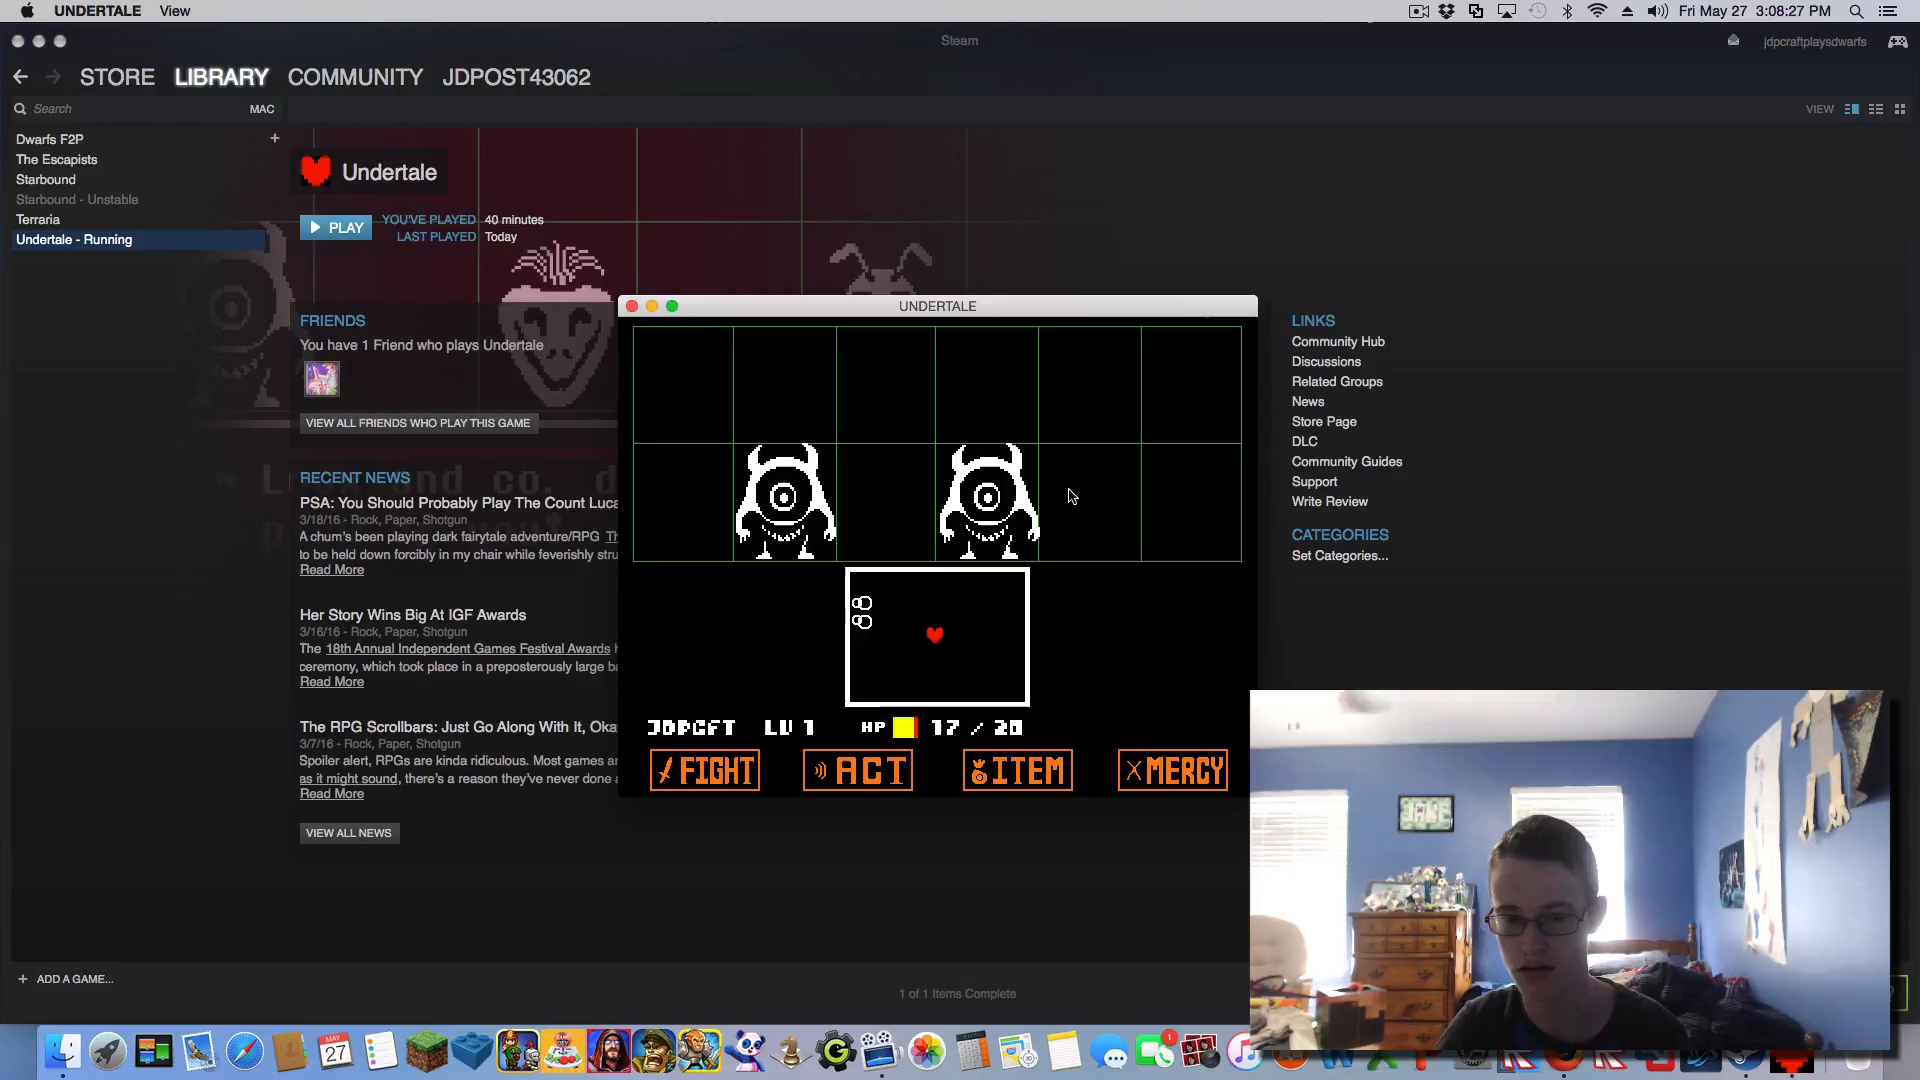 UNDERTALE View
Fri May 27 3:08:27 PM
Steam
jdpcraftplaysdwarfs
STORE LIBRARY COMMUNITY JDPOST43062
Search MAC
VIEW
Dwarfs F2P +
The Escapists
Starbound
Starbound - Unstable
Terraria
Undertale - Running
Undertale
PLAY
YOU'VE PLAYED 40 minutes
LAST PLAYED Today
FRIENDS
You have 1 Friend who plays Undertale
VIEW ALL FRIENDS WHO PLAY THIS GAME
RECENT NEWS
PSA: You Should Probably Play The Count Luca
3/18/16 - Rock, Paper, Shotgun
A chum's been playing dark fairytale adventure/RPG Th
to be held down forcibly in my chair while feverishly stru
Read More
Her Story Wins Big At IGF Awards
3/16/16 - Rock, Paper, Shotgun
The 18th Annual Independent Games Festival Awards h
ceremony, which took place in a preposterously large ba
Read More
The RPG Scrollbars: Just Go Along With It, Oka
3/7/16 - Rock, Paper, Shotgun
Spoiler alert, RPGs are kinda ridiculous. Most games a
as it might sound, there's a reason they've never done a
Read More
VIEW ALL NEWS
UNDERTALE
JDPCFT LV 1 HP 17 / 20
FIGHT ACT ITEM MERCY
LINKS
Community Hub
Discussions
Related Groups
News
Store Page
DLC
Community Guides
Support
Write Review
CATEGORIES
Set Categories...
+ ADD A GAME...
1 of 1 Items Complete
MAY
27
1